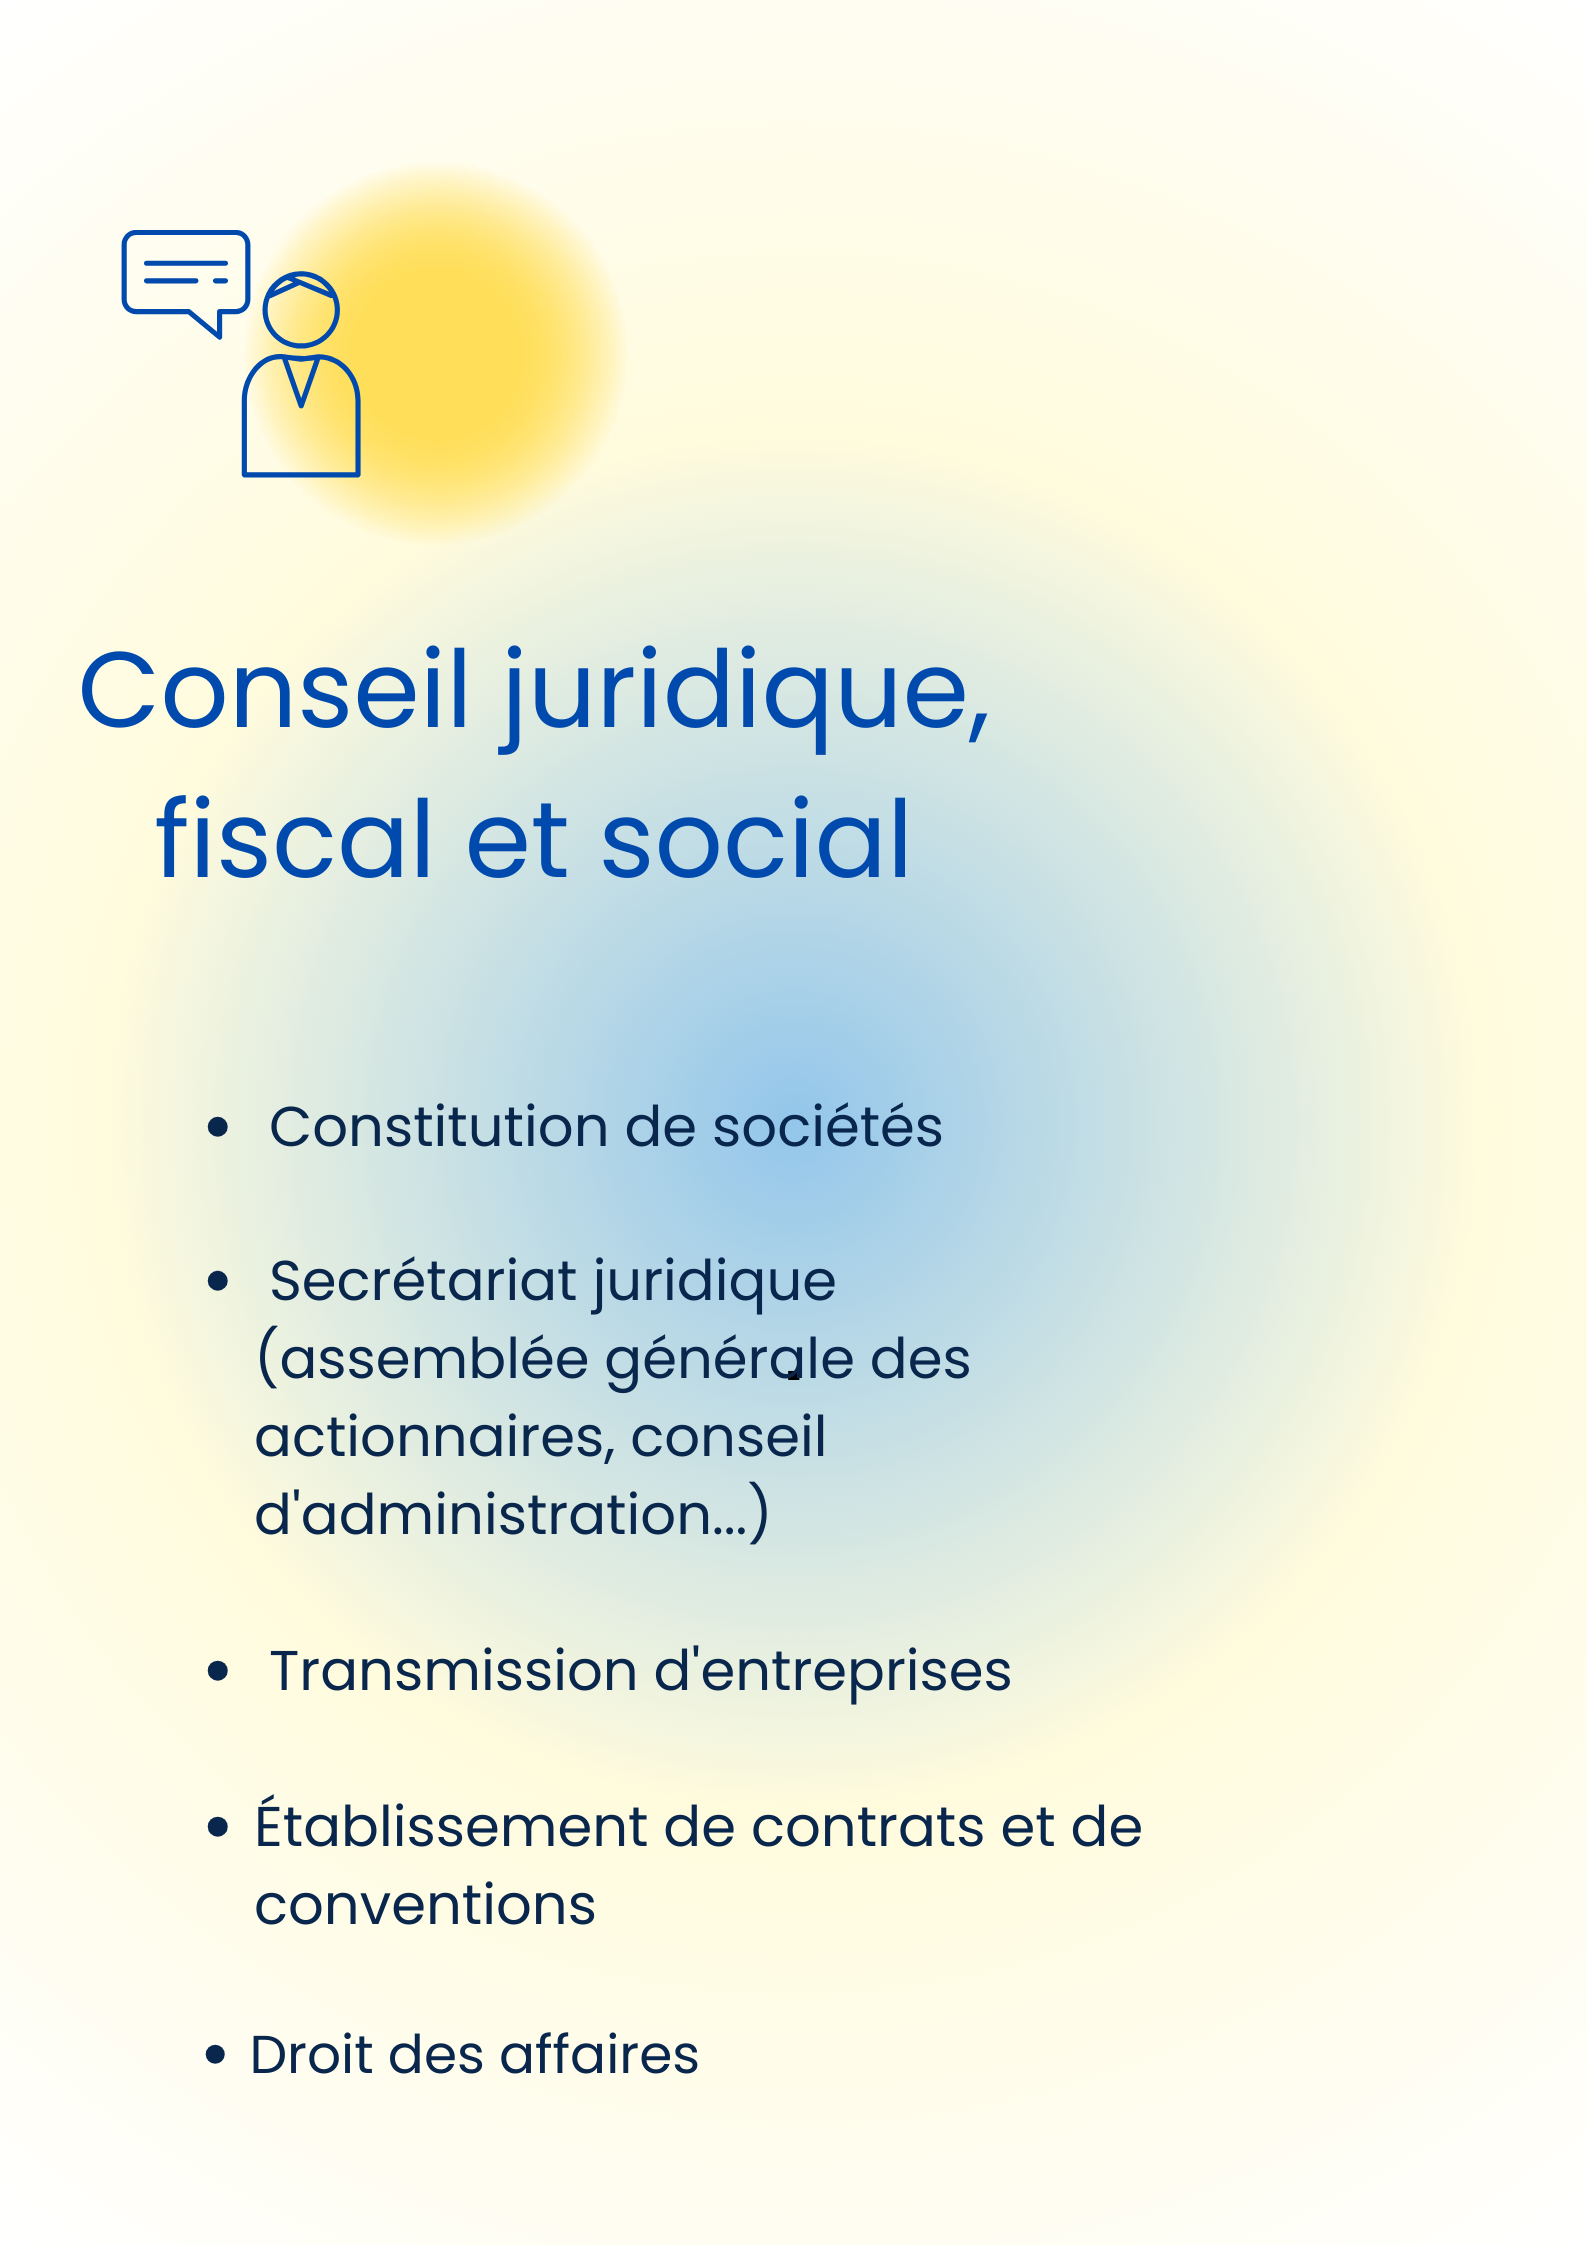 Conseil juridique,
fiscal et social
• Constitution de sociétés
• Secrétariat juridique
(assemblée générale des
actionnaires, conseil
d'administration...)
• Transmission d'entreprises
• Établissement de contrats et de
conventions
• Droit des affaires